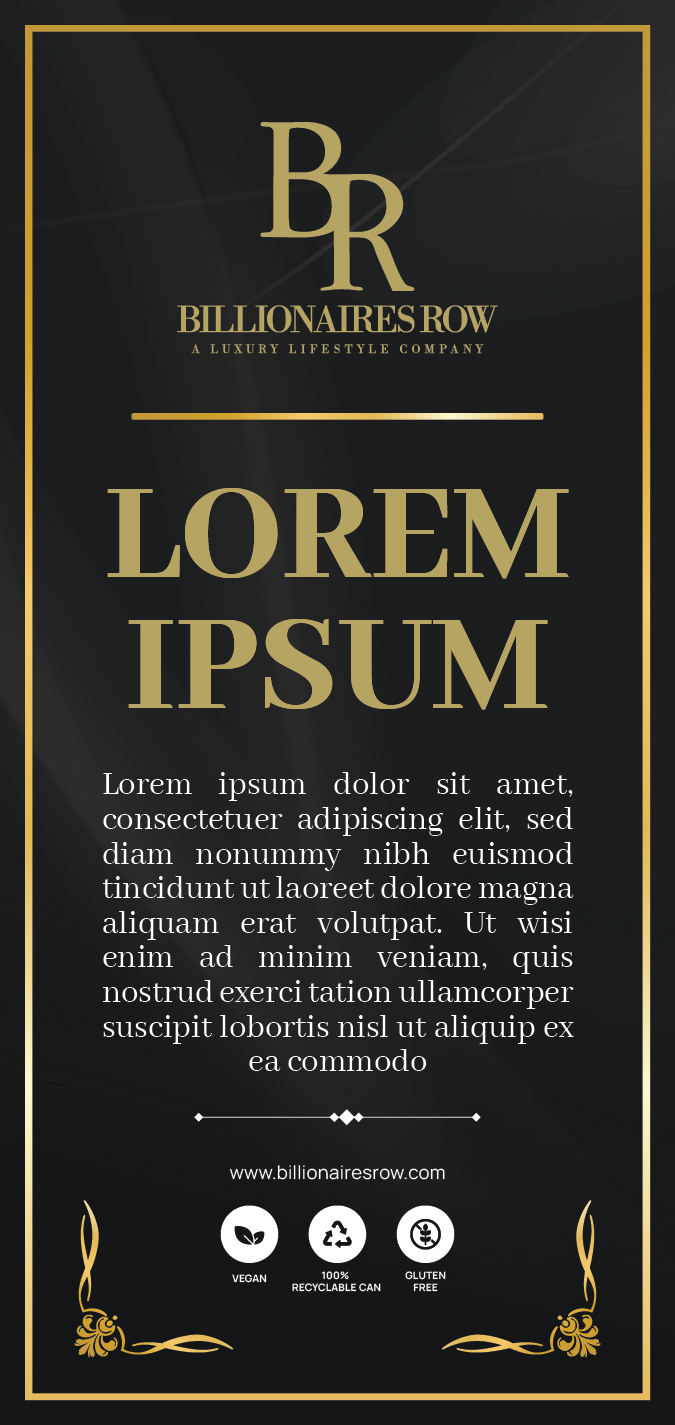 BR
BILLIONAIRES ROW
A LUXURY LIFESTYLE COMPANY
LOREM
IPSUM
Lorem ipsum dolor sit amet,
consectetuer adipiscing elit, sed
diam nonummy nibh euismod
tincidunt ut laoreet dolore magna
aliquam erat volutpat. Ut wisi
enim ad minim veniam, quis
nostrud exerci tation ullamcorper
suscipit lobortis nisl ut aliquip ex
ea commodo
www.billionairesrow.com
VEGAN
100%
RECYCLABLE CAN
GLUTEN
FREE